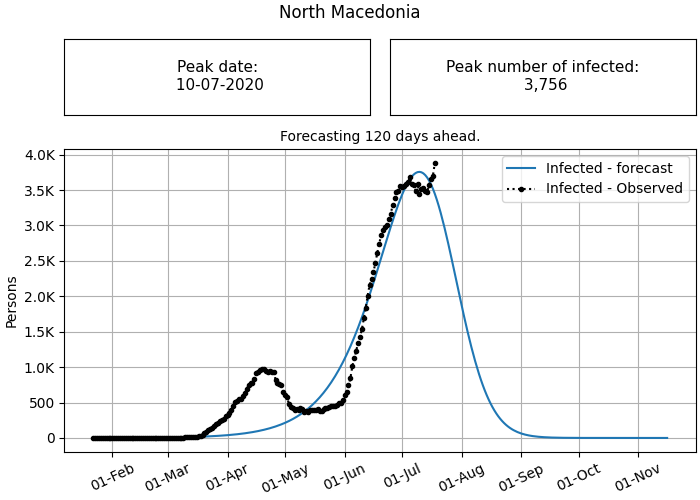 North Macedonia
Peak date:
10-07-2020
Peak number of infected:
3,756
Forecasting 120 days ahead.
4.0K
3.5K
3.0K
2.5K
2.0K
1.5K
1.0K
500
0
Persons
Infected - forecast
Infected - Observed
01-Feb
01-Mar
01-Apr
01-May
01-Jun
01-Jul
01-Aug
01-Sep
01-Oct
01-Nov